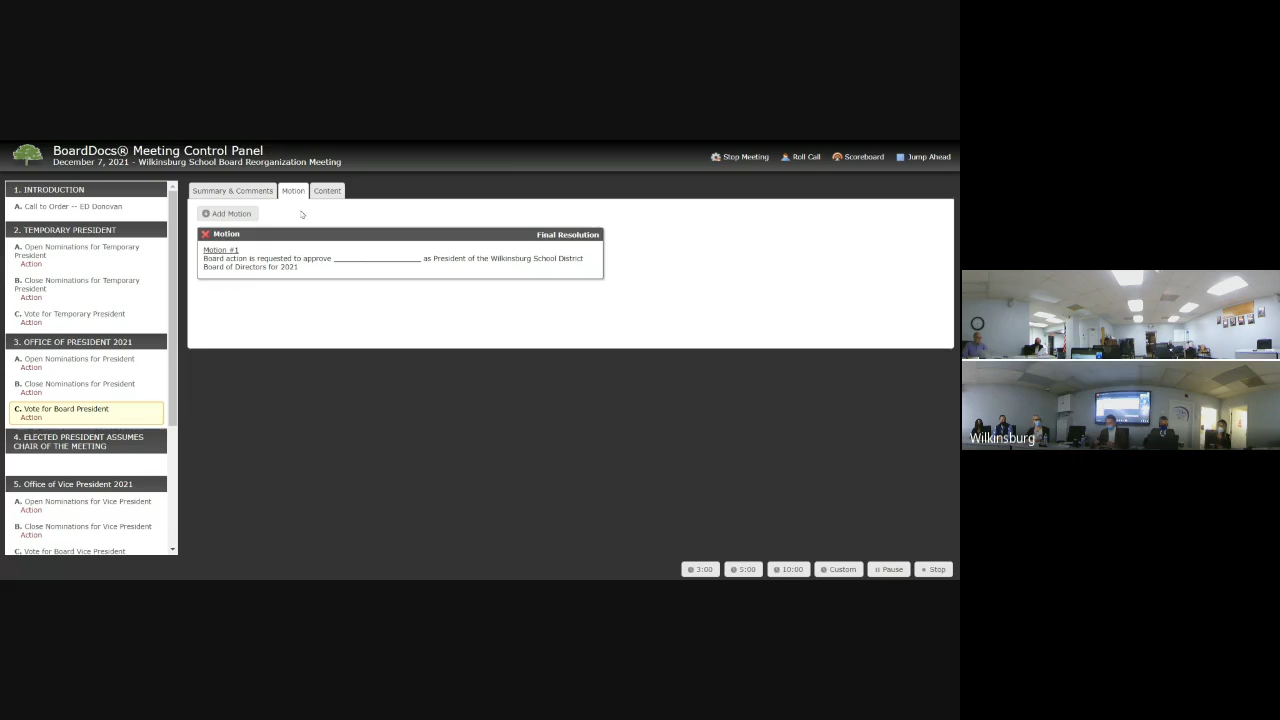 BoardDocs® Meeting Control Panel
December 7, 2021 - Wilkinsburg School Board Reorganization Meeting
Stop Meeting
Roll Call
Scoreboard
Jump Ahead
1. INTRODUCTION
A. Call to Order -- ED Donovan
2. TEMPORARY PRESIDENT
A. Open Nominations for Temporary
President
Action
B. Close Nominations for Temporary
President
Action
C. Vote for Temporary President
Action
3. OFFICE OF PRESIDENT 2021
A. Open Nominations for President
Action
B. Close Nominations for President
Action
C. Vote for Board President
Action
4. ELECTED PRESIDENT ASSUMES
CHAIR OF THE MEETING
5. Office of Vice President 2021
A. Open Nominations for Vice President
Action
B. Close Nominations for Vice President
Action
C. Vote for Board Vice President
Summary & Comments
Motion
Content
Add Motion
Motion
Final Resolution
Motion #1
Board action is requested to approve ____________________ as President of the Wilkinsburg School District
Board of Directors for 2021
3:00
5:00
10:00
Custom
Pause
Stop
Wilkinsburg